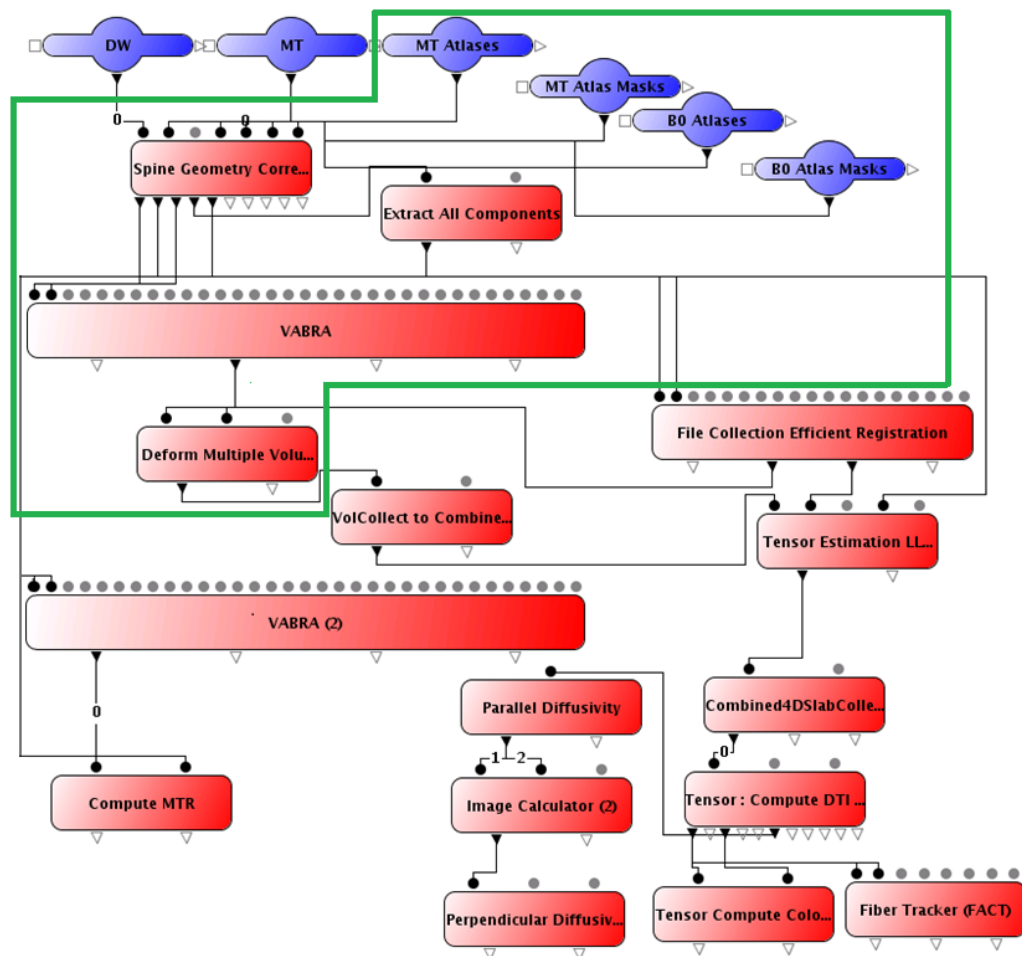 DW
MT
MT Atlases
MT Atlas Masks
B0 Atlases
B0 Atlas Masks
0
0
Spine Geometry Corre...
Extract All Components
VABRA
Deform Multiple Volu...
File Collection Efficient Registration
VolCollect to Combine...
Tensor Estimation LL...
VABRA (2)
0
Parallel Diffusivity
Combined4DSlabColle...
1
2
0
Compute MTR
Image Calculator (2)
Tensor : Compute DTI ...
Perpendicular Diffusiv...
Tensor Compute Colo...
Fiber Tracker (FACT)